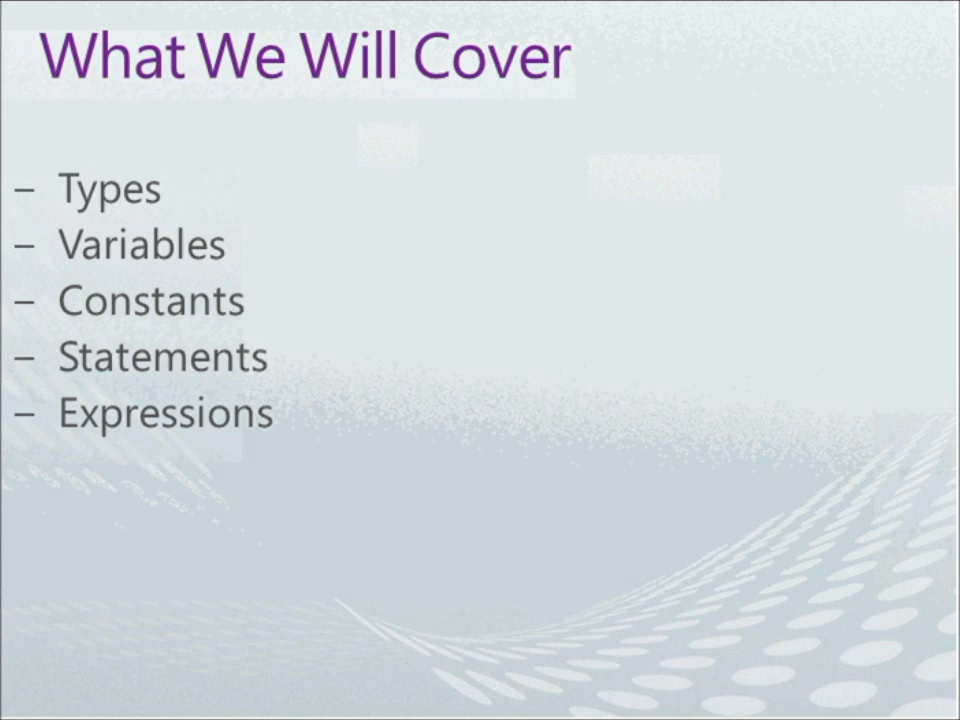 What We Will Cover
– Types
– Variables
– Constants
– Statements
– Expressions